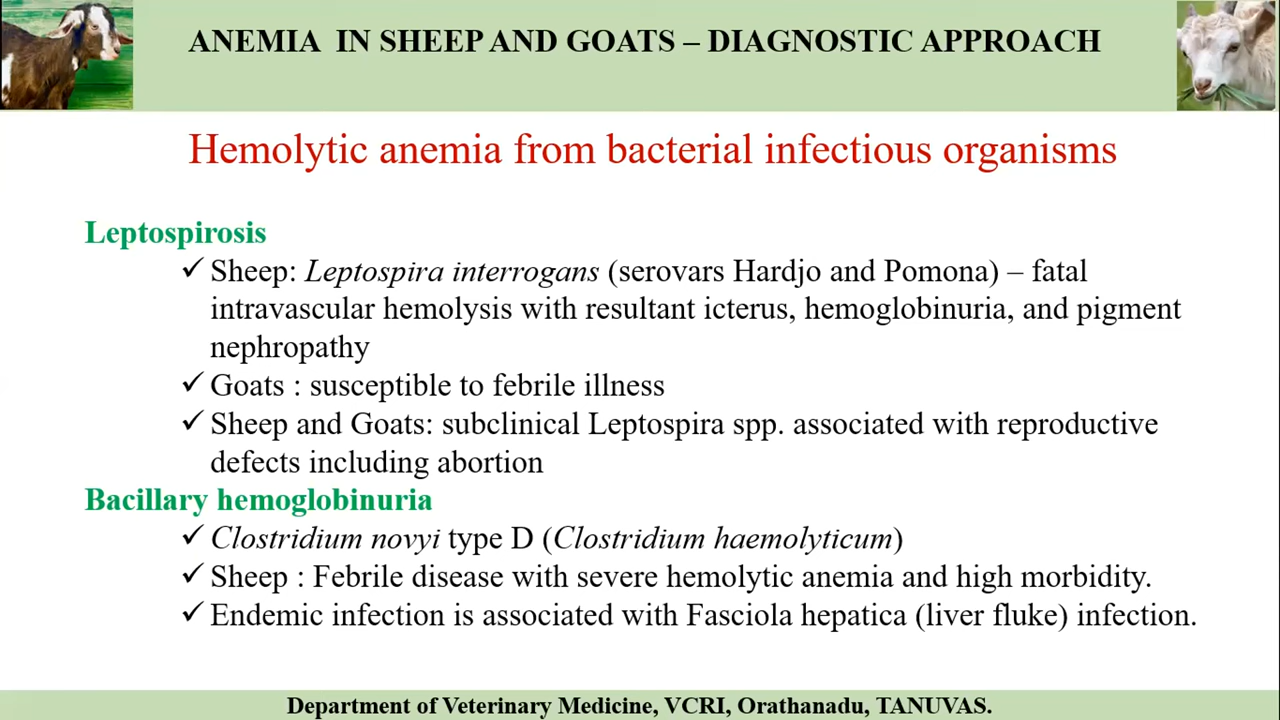 ANEMIA IN SHEEP AND GOATS – DIAGNOSTIC APPROACH
Hemolytic anemia from bacterial infectious organisms
Leptospirosis
✓ Sheep: Leptospira interrogans (serovars Hardjo and Pomona) – fatal
intravascular hemolysis with resultant icterus, hemoglobinuria, and pigment
nephropathy
✓ Goats : susceptible to febrile illness
✓ Sheep and Goats: subclinical Leptospira spp. associated with reproductive
defects including abortion
Bacillary hemoglobinuria
✓ Clostridium novyi type D (Clostridium haemolyticum)
✓ Sheep : Febrile disease with severe hemolytic anemia and high morbidity.
✓ Endemic infection is associated with Fasciola hepatica (liver fluke) infection.
Department of Veterinary Medicine, VCRI, Orathanadu, TANUVAS.